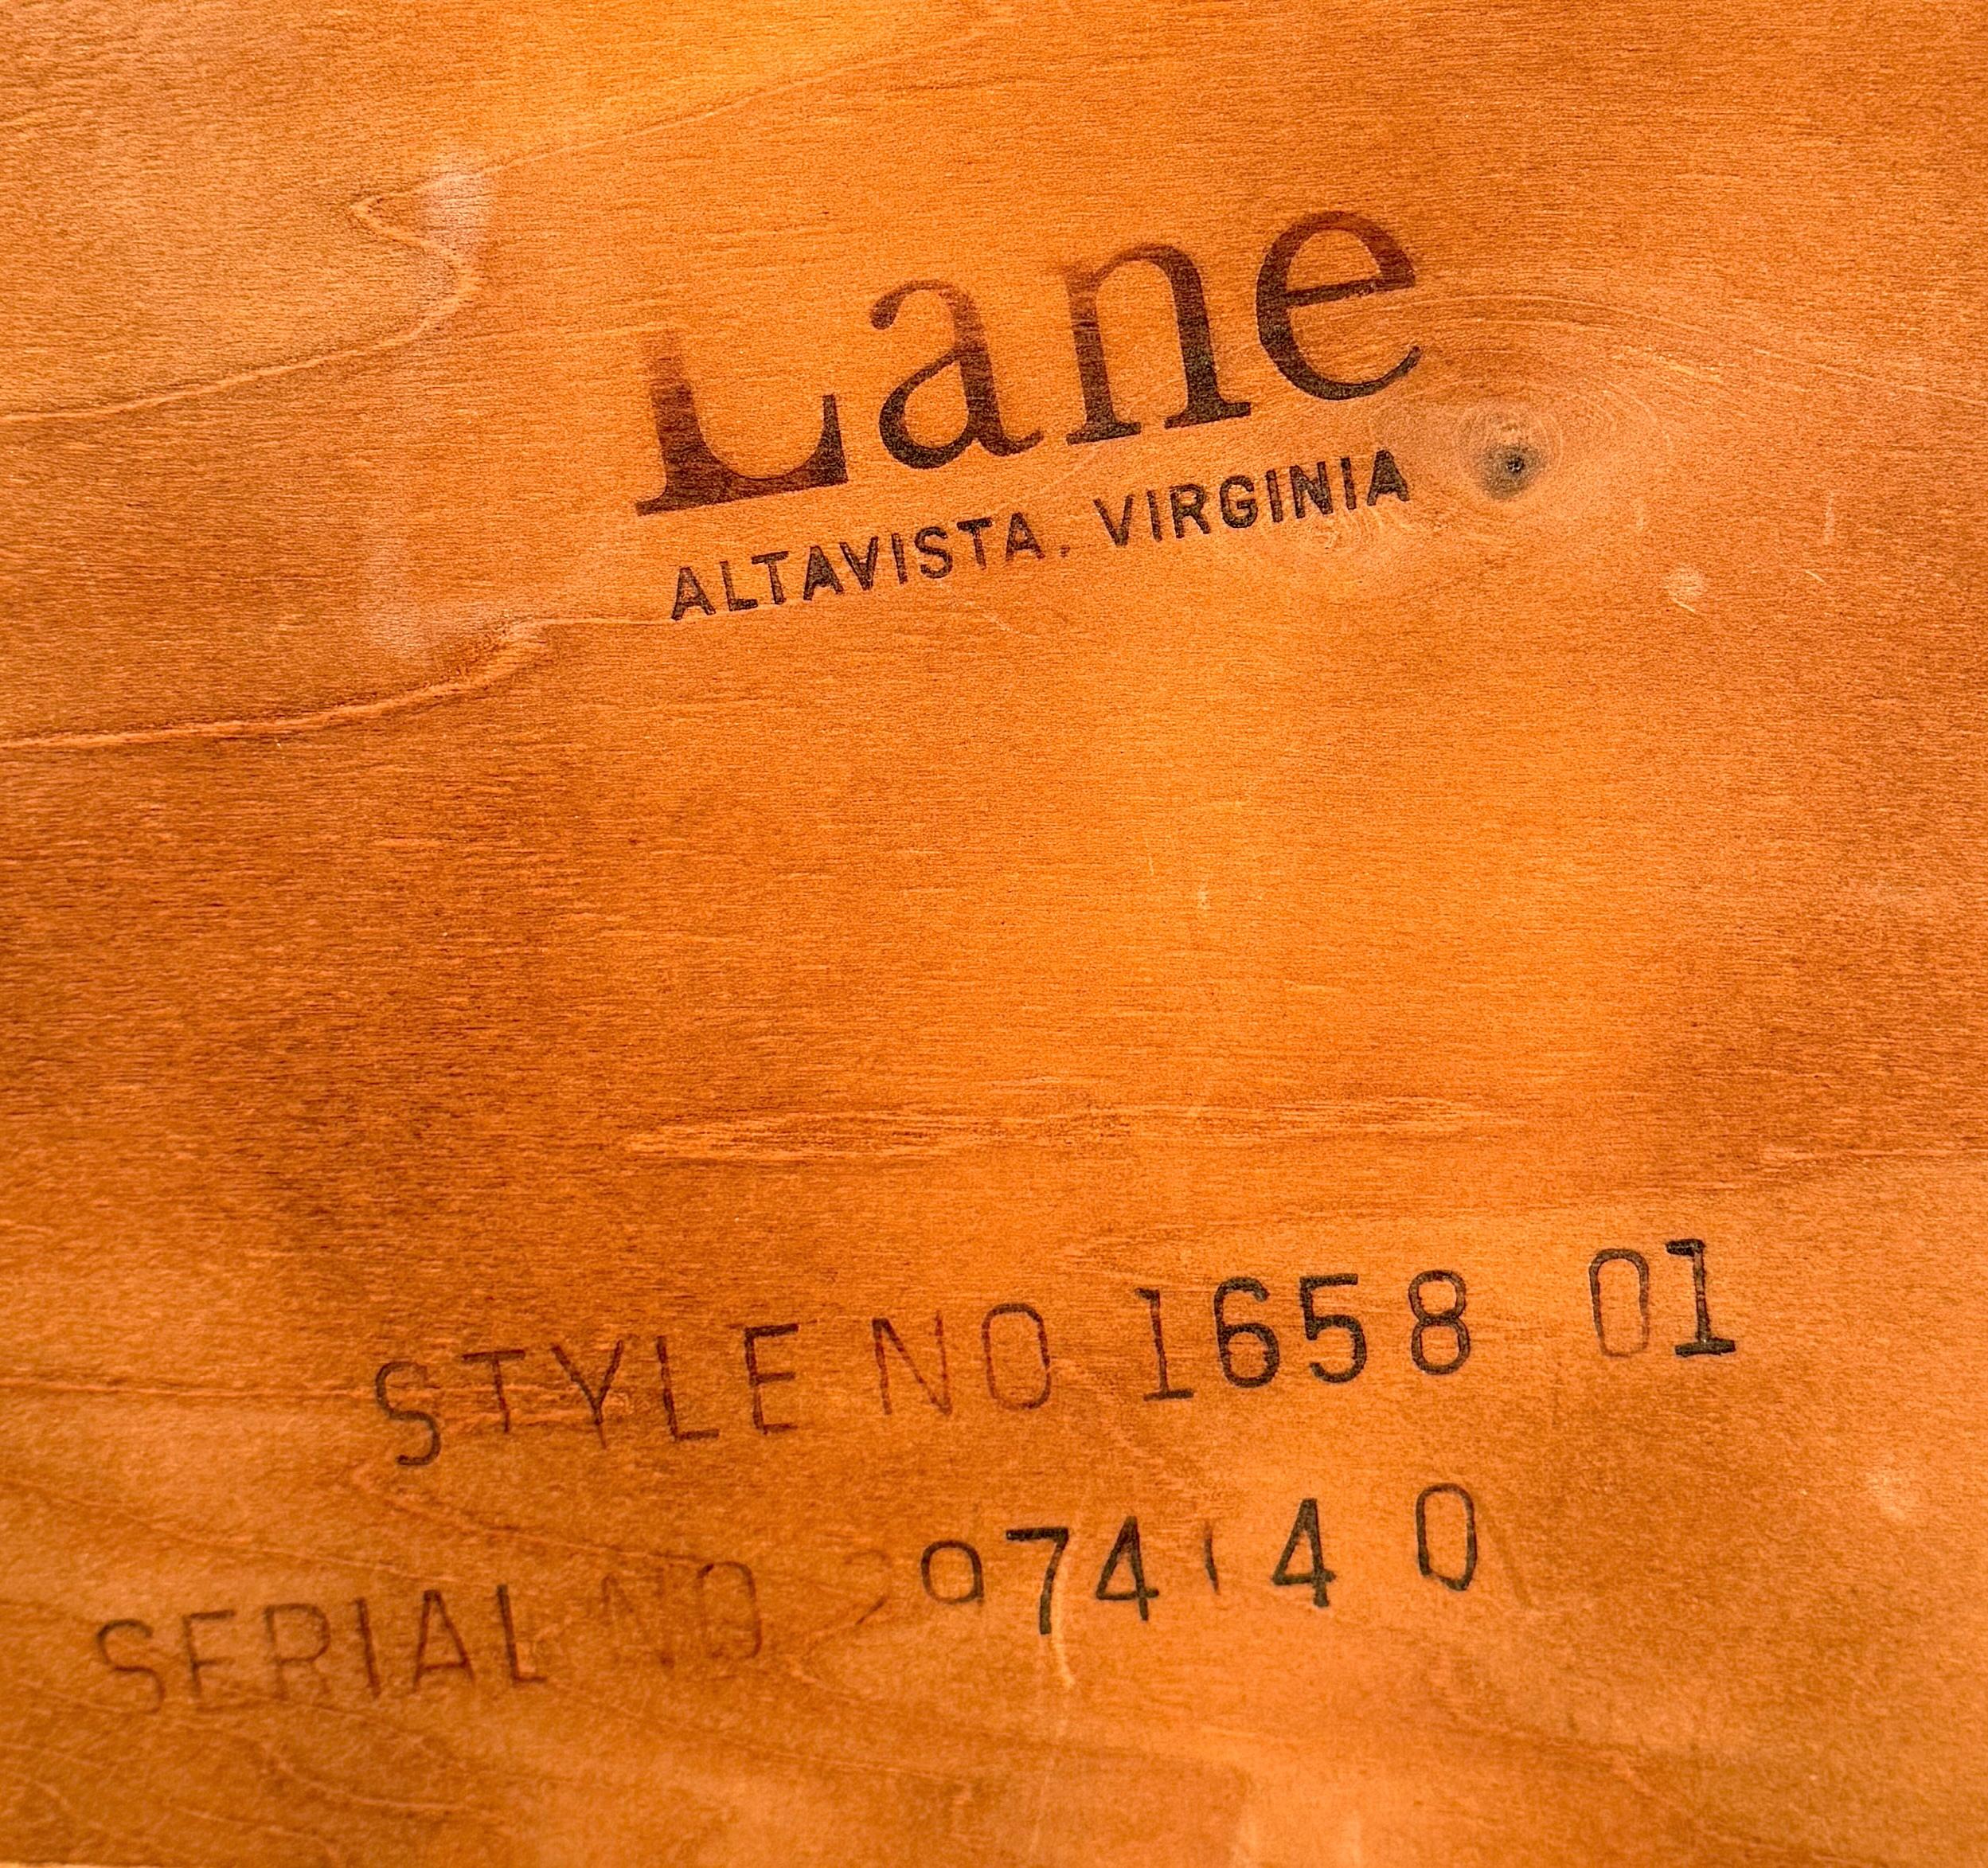 Lane
ALTAVISTA, VIRGINIA
STYLE NO 1658 01
SERIAL NO